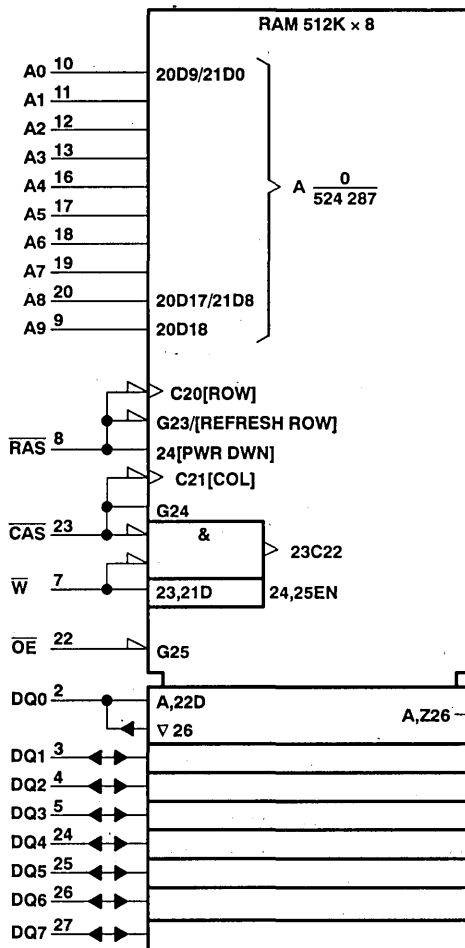 RAM 512K × 8
A0 10 20D9/21D0
A1 11
A2 12
A3 13
A4 16
A5 17
A6 18
A7 19
A8 20 20D17/21D8
A9 9 20D18
A 0
524 287
C20[ROW]
G23/[REFRESH ROW]
RAS 8 24[PWR DWN]
C21[COL]
G24
CAS 23 & 23C22
W 7 23,21D 24,25EN
OE 22 G25
DQ0 2 A,22D
∇ 26 A,Z26
DQ1 3
DQ2 4
DQ3 5
DQ4 24
DQ5 25
DQ6 26
DQ7 27